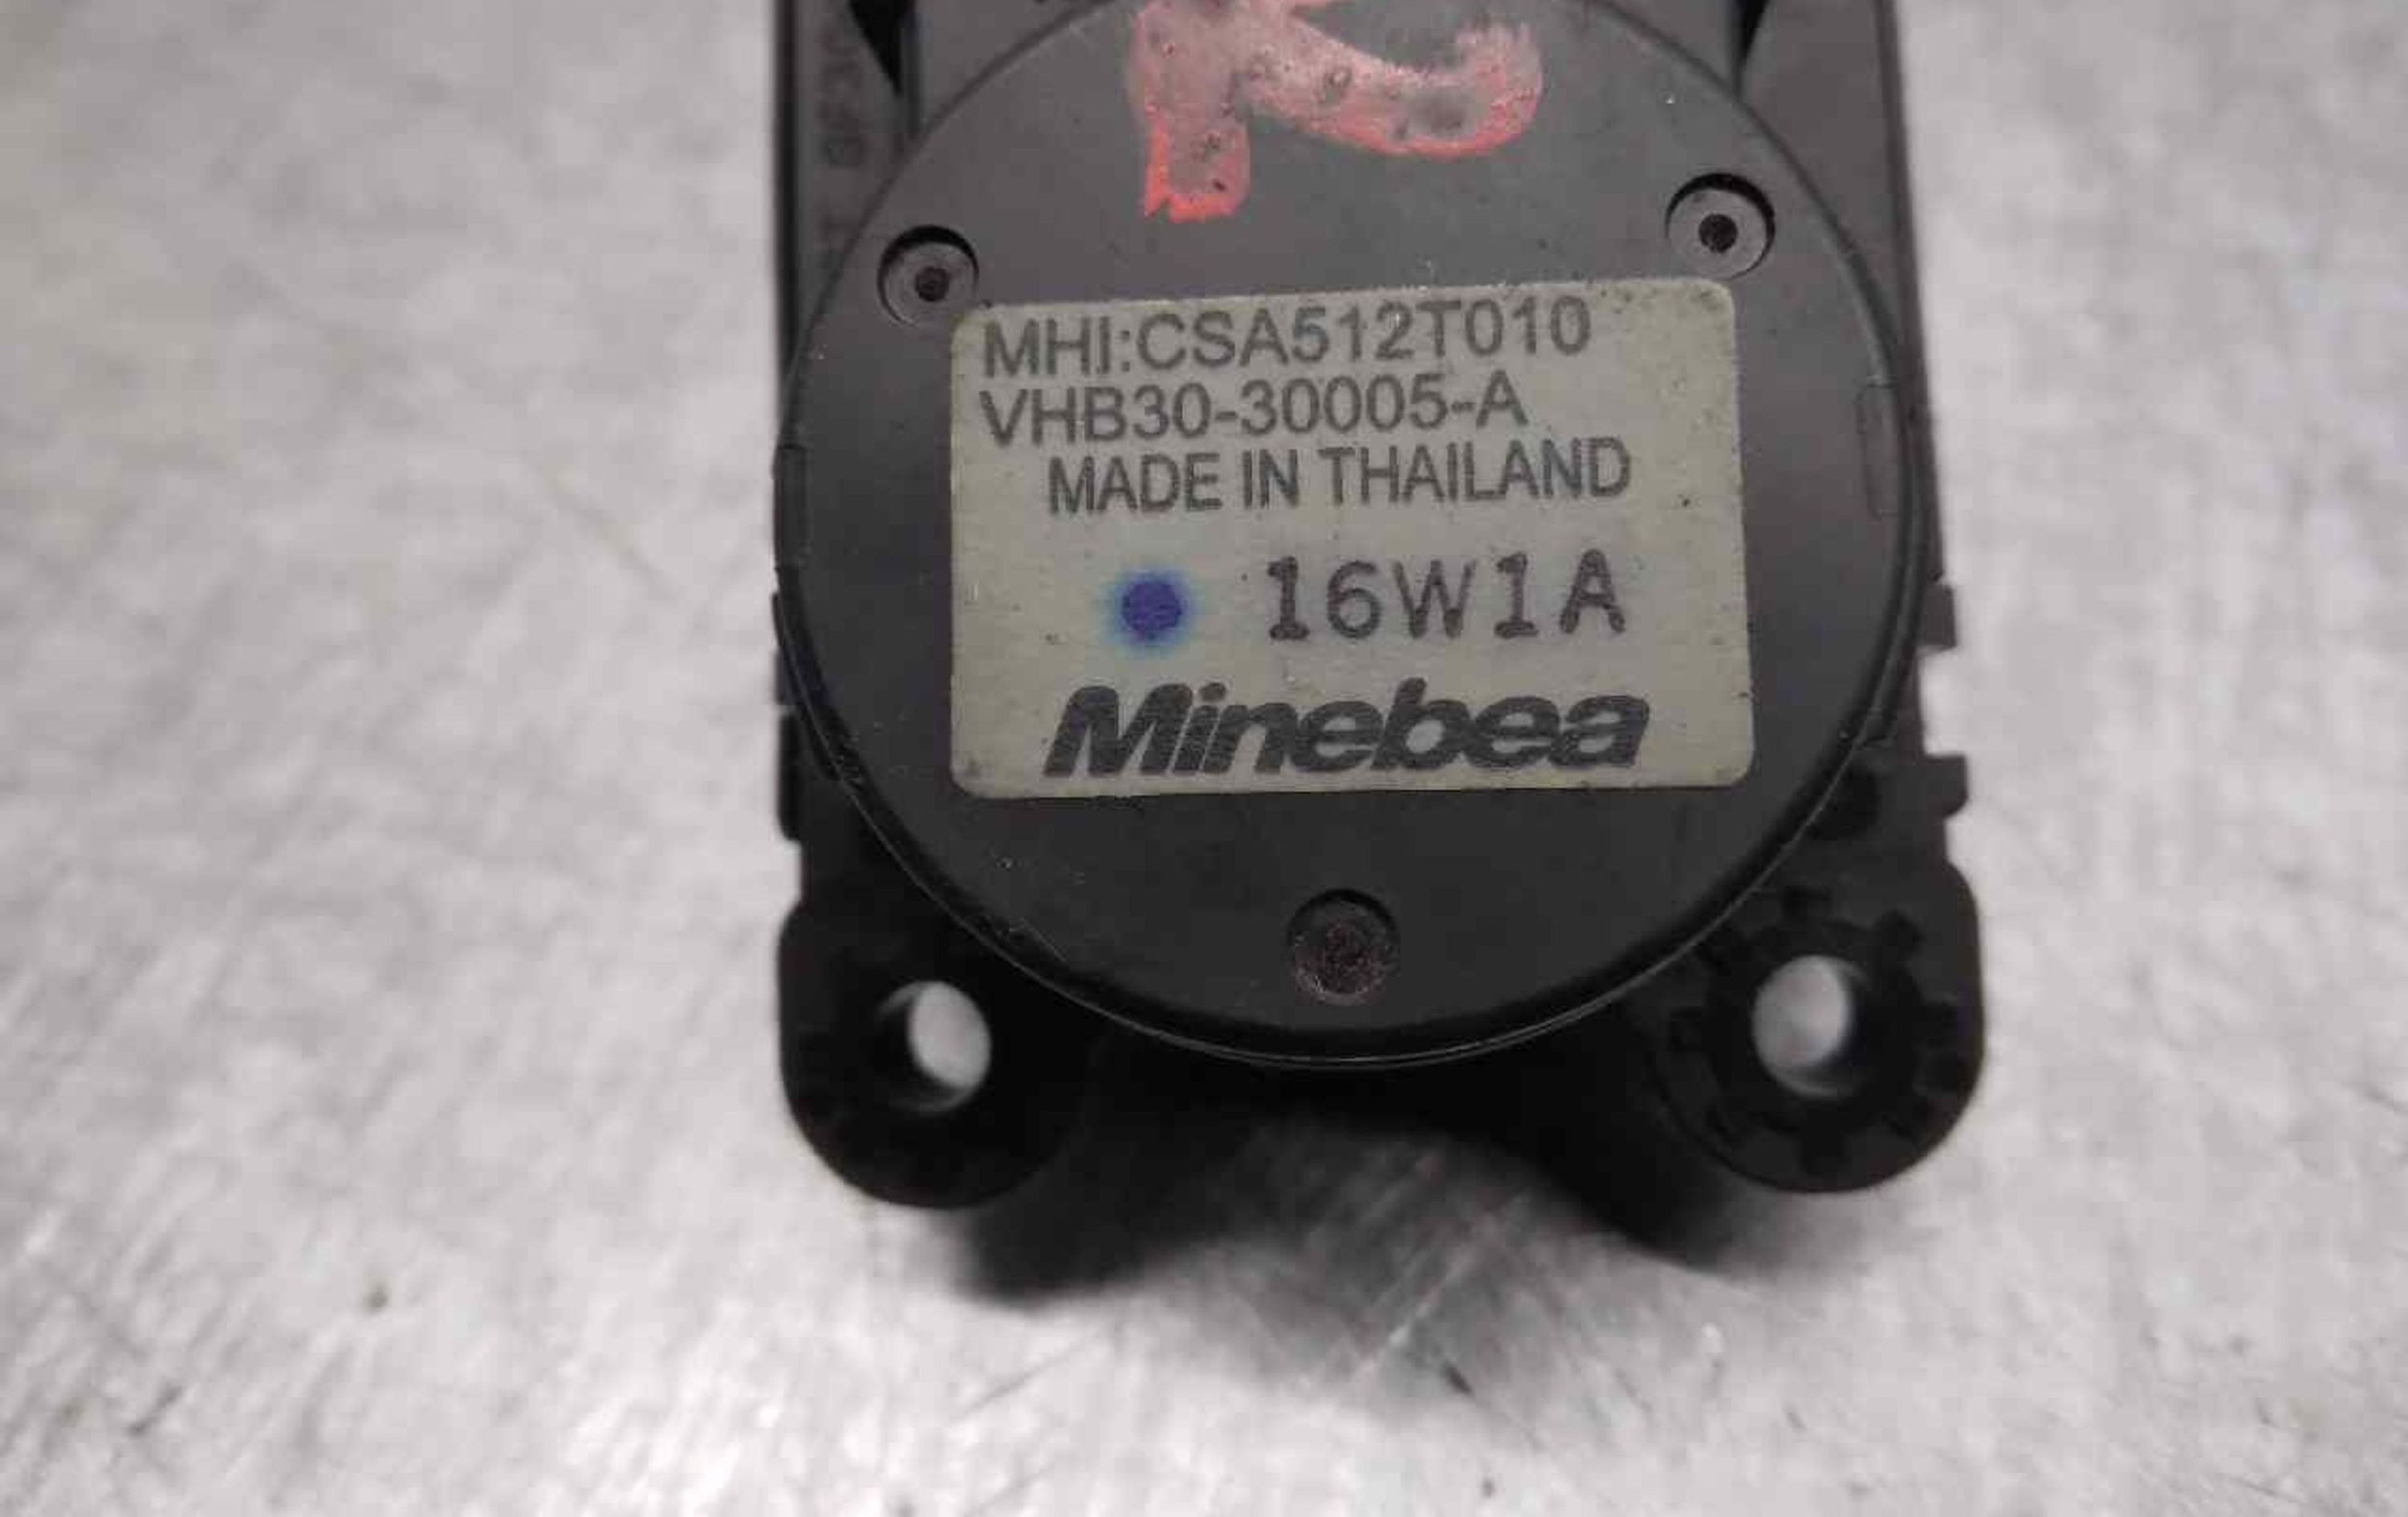 MHI:CSA512T010
VHB30-30005-A
MADE IN THAILAND
16W1A
Minebea